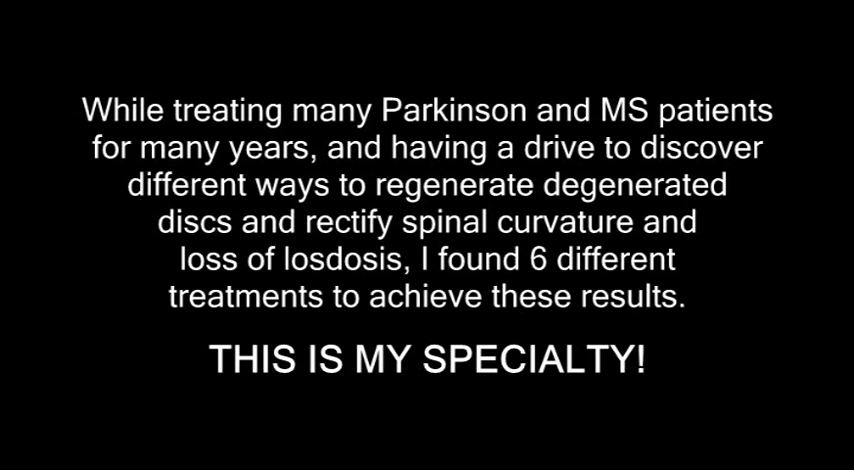 While treating many Parkinson and MS patients
for many years, and having a drive to discover
different ways to regenerate degenerated
discs and rectify spinal curvature and
loss of losdosis, I found 6 different
treatments to achieve these results.
THIS IS MY SPECIALTY!